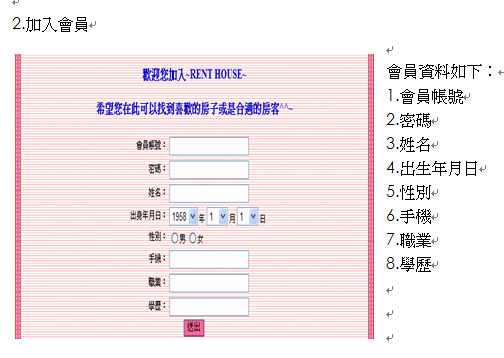 2.加入會員
歡迎您加入~RENT HOUSE~
希望您在此可以找到喜歡的房子或是合適的房客^^~
會員帳號：
密碼：
姓名：
出身年月日： 1958 年 1 月 1 日
性別： 男 女
手機：
職業：
學歷：
送出
會員資料如下：
1.會員帳號
2.密碼
3.姓名
4.出生年月日
5.性別
6.手機
7.職業
8.學歷